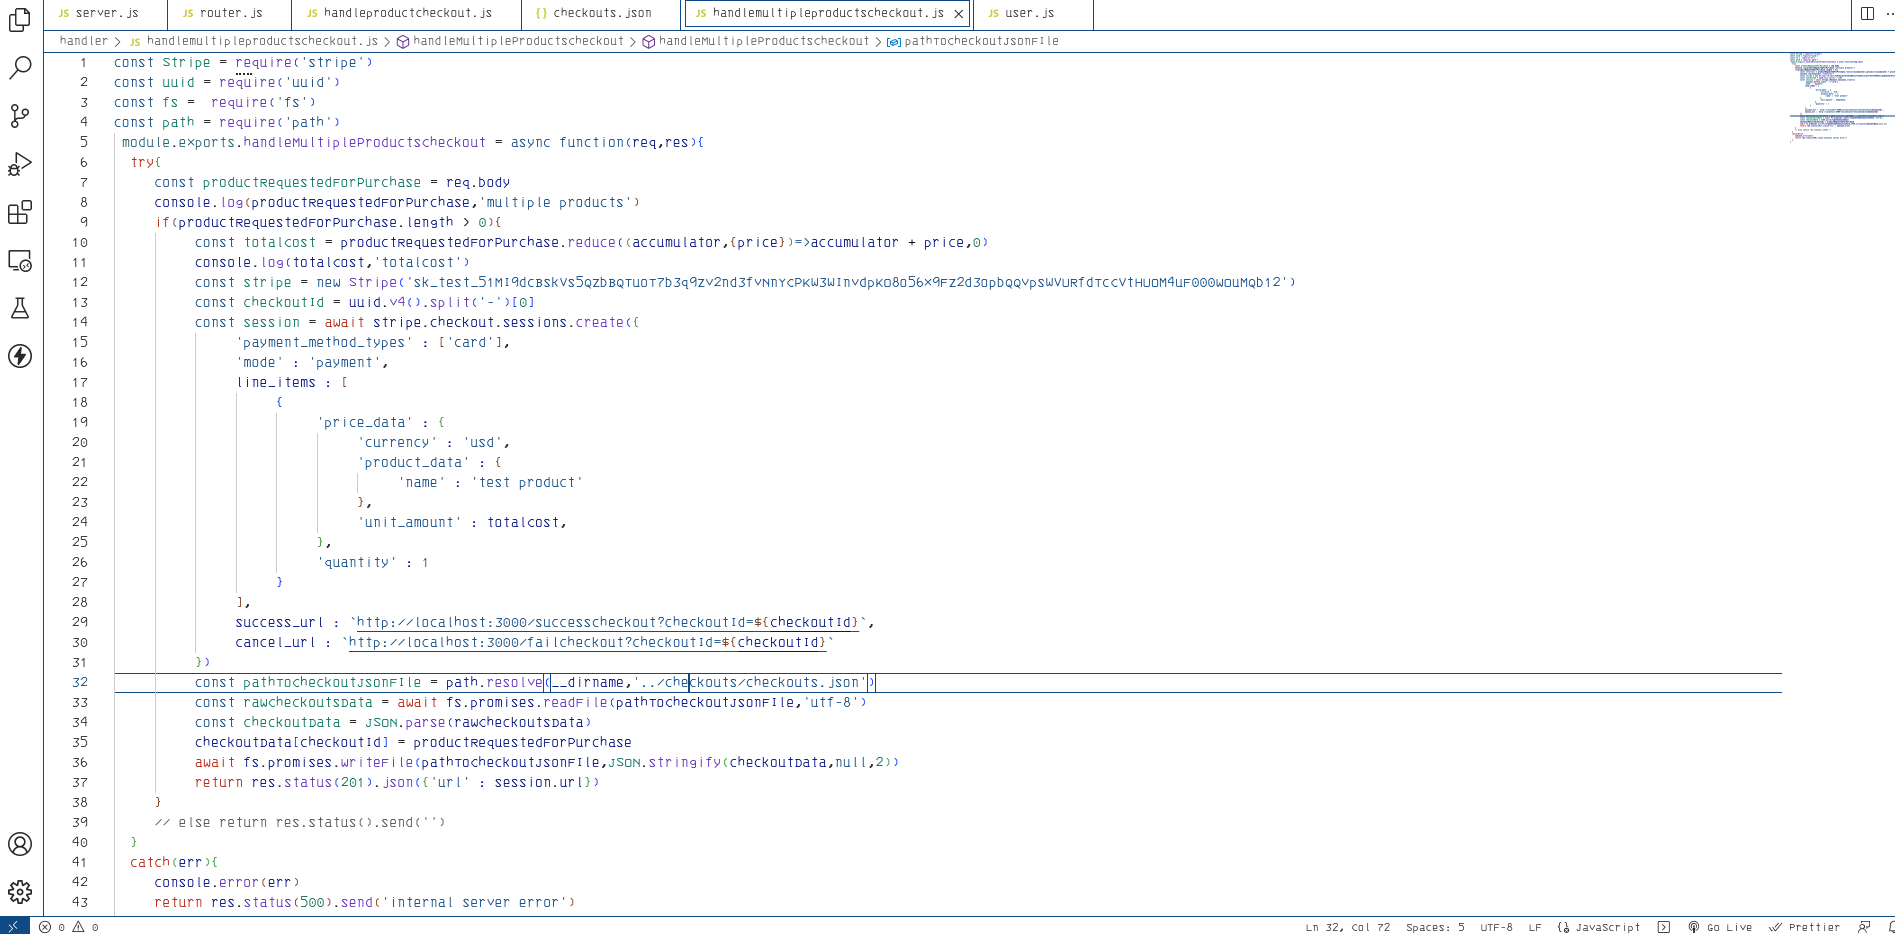 JS server.js
JS router.js
JS handleproductcheckout.js
{} checkouts.json
JS handlemultipleproductscheckout.js ×
JS user.js
handler > JS handlemultipleproductscheckout.js > handleMultipleProductscheckout > handleMultipleProductscheckout > pathToCheckoutJsonFile
1 const Stripe = require('stripe')
2 const uuid = require('uuid')
3 const fs =  require('fs')
4 const path = require('path')
5 module.exports.handleMultipleProductscheckout = async function(req,res){
6 try{
7 const productRequestedForPurchase = req.body
8 console.log(productRequestedForPurchase,'multiple products')
9 if(productRequestedForPurchase.length > 0){
10 const totalcost = productRequestedForPurchase.reduce((accumulator,{price})=>accumulator + price,0)
11 console.log(totalcost,'totalcost')
12 const stripe = new Stripe('')
13 const checkoutId = uuid.v4().split('-')[0]
14 const session = await stripe.checkout.sessions.create({
15 'payment_method_types' : ['card'],
16 'mode' : 'payment',
17 line_items : [
18 {
19 'price_data' : {
20 'currency' : 'usd',
21 'product_data' : {
22 'name' : 'test product'
23 },
24 'unit_amount' : totalcost,
25 },
26 'quantity' : 1
27 }
28 ],
29 success_url : `http://localhost:3000/successcheckout?checkoutId=${checkoutId}`,
30 cancel_url : `http://localhost:3000/failcheckout?checkoutId=${checkoutId}`
31 })
32 const pathToCheckoutJsonFile = path.resolve(__dirname,'../checkouts/checkouts.json')
33 const rawCheckoutsData = await fs.promises.readFile(pathToCheckoutJsonFile,'utf-8')
34 const checkoutData = JSON.parse(rawCheckoutsData)
35 checkoutData[checkoutId] = productRequestedForPurchase
36 await fs.promises.writeFile(pathToCheckoutJsonFile,JSON.stringify(checkoutData,null,2))
37 return res.status(201).json({'url' : session.url})
38 }
39 // else return res.status().send('')
40 }
41 catch(err){
42 console.error(err)
43 return res.status(500).send('internal server error')
0 0
Ln 32, Col 72
Spaces: 5
UTF-8
LF
{} JavaScript
Go Live
Prettier